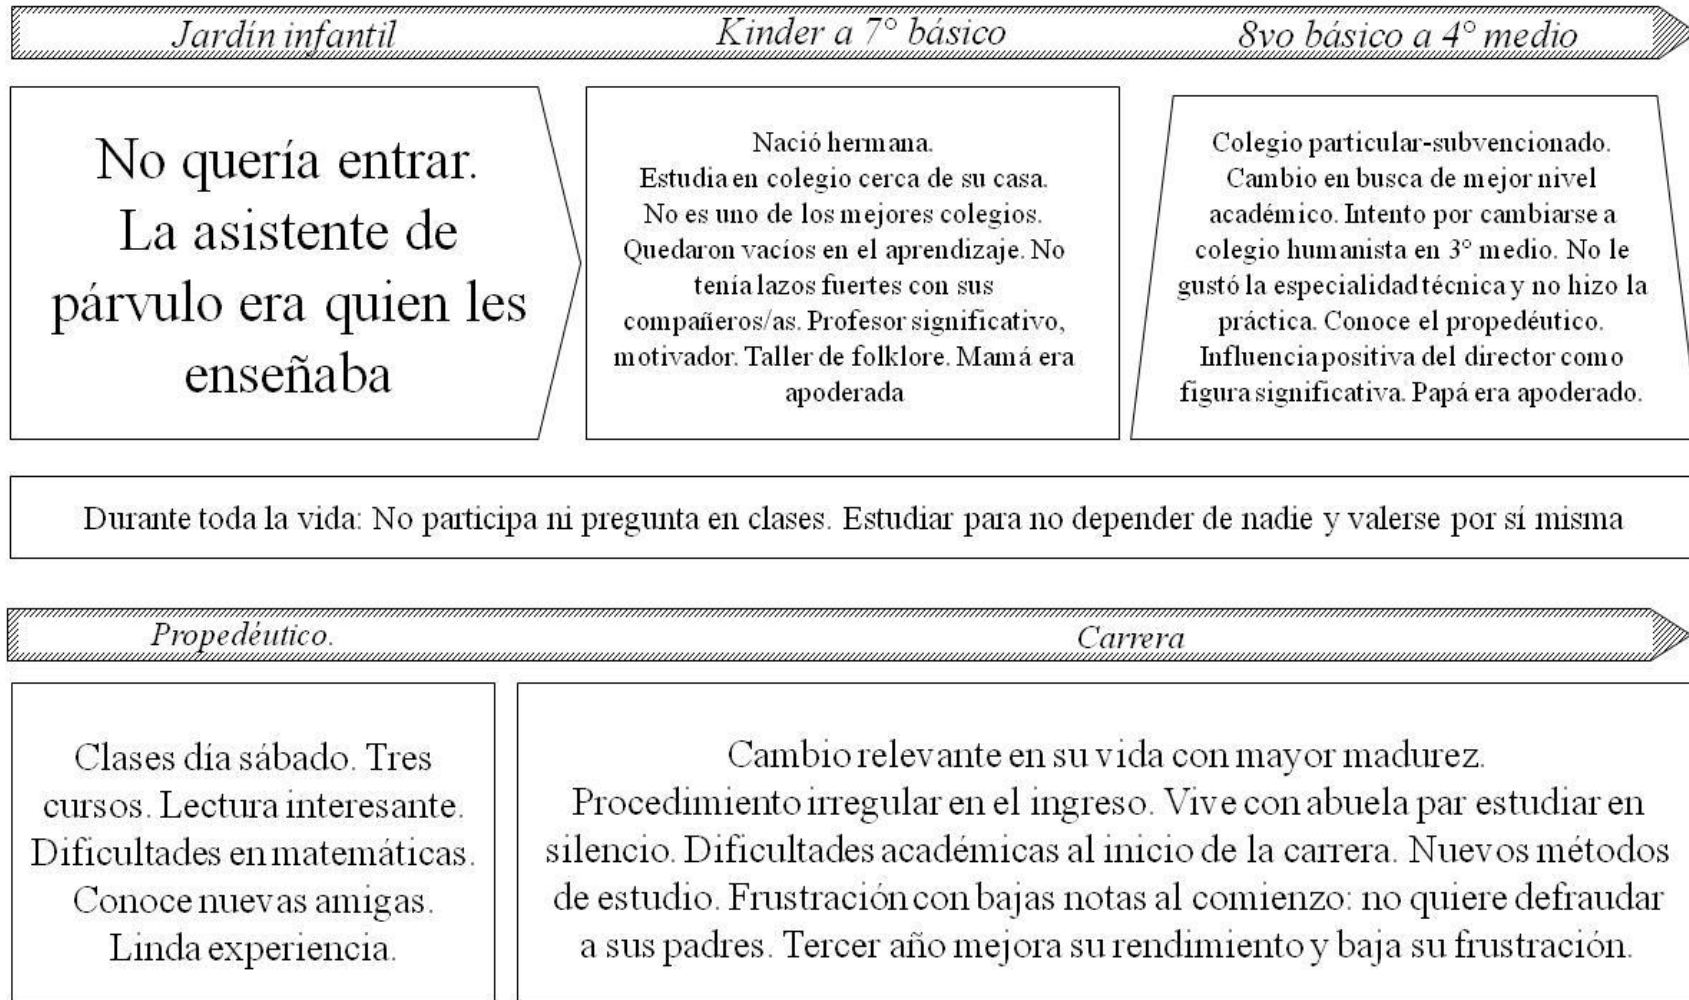 Jardín infantil
Kinder a 7° básico
8vo básico a 4° medio
No quería entrar.
La asistente de
párvulo era quien les
enseñaba
Nació hermana.
Estudia en colegio cerca de su casa.
No es uno de los mejores colegios.
Quedaron vacíos en el aprendizaje. No
tenía lazos fuertes con sus
compañeros/as. Profesor significativo,
motivador. Taller de folklore. Mamá era
apoderada
Colegio particular-subvencionado.
Cambio en busca de mejor nivel
académico. Intento por cambiarse a
colegio humanista en 3° medio. No le
gustó la especialidad técnica y no hizo la
práctica. Conoce el propedéutico.
Influencia positiva del director como
figura significativa. Papá era apoderado.
Durante toda la vida: No participa ni pregunta en clases. Estudiar para no depender de nadie y valerse por sí misma
Propedéutico.
Carrera
Clases día sábado. Tres
cursos. Lectura interesante.
Dificultades en matemáticas.
Conoce nuevas amigas.
Linda experiencia.
Cambio relevante en su vida con mayor madurez.
Procedimiento irregular en el ingreso. Vive con abuela par estudiar en
silencio. Dificultades académicas al inicio de la carrera. Nuevos métodos
de estudio. Frustración con bajas notas al comienzo: no quiere defraudar
a sus padres. Tercer año mejora su rendimiento y baja su frustración.